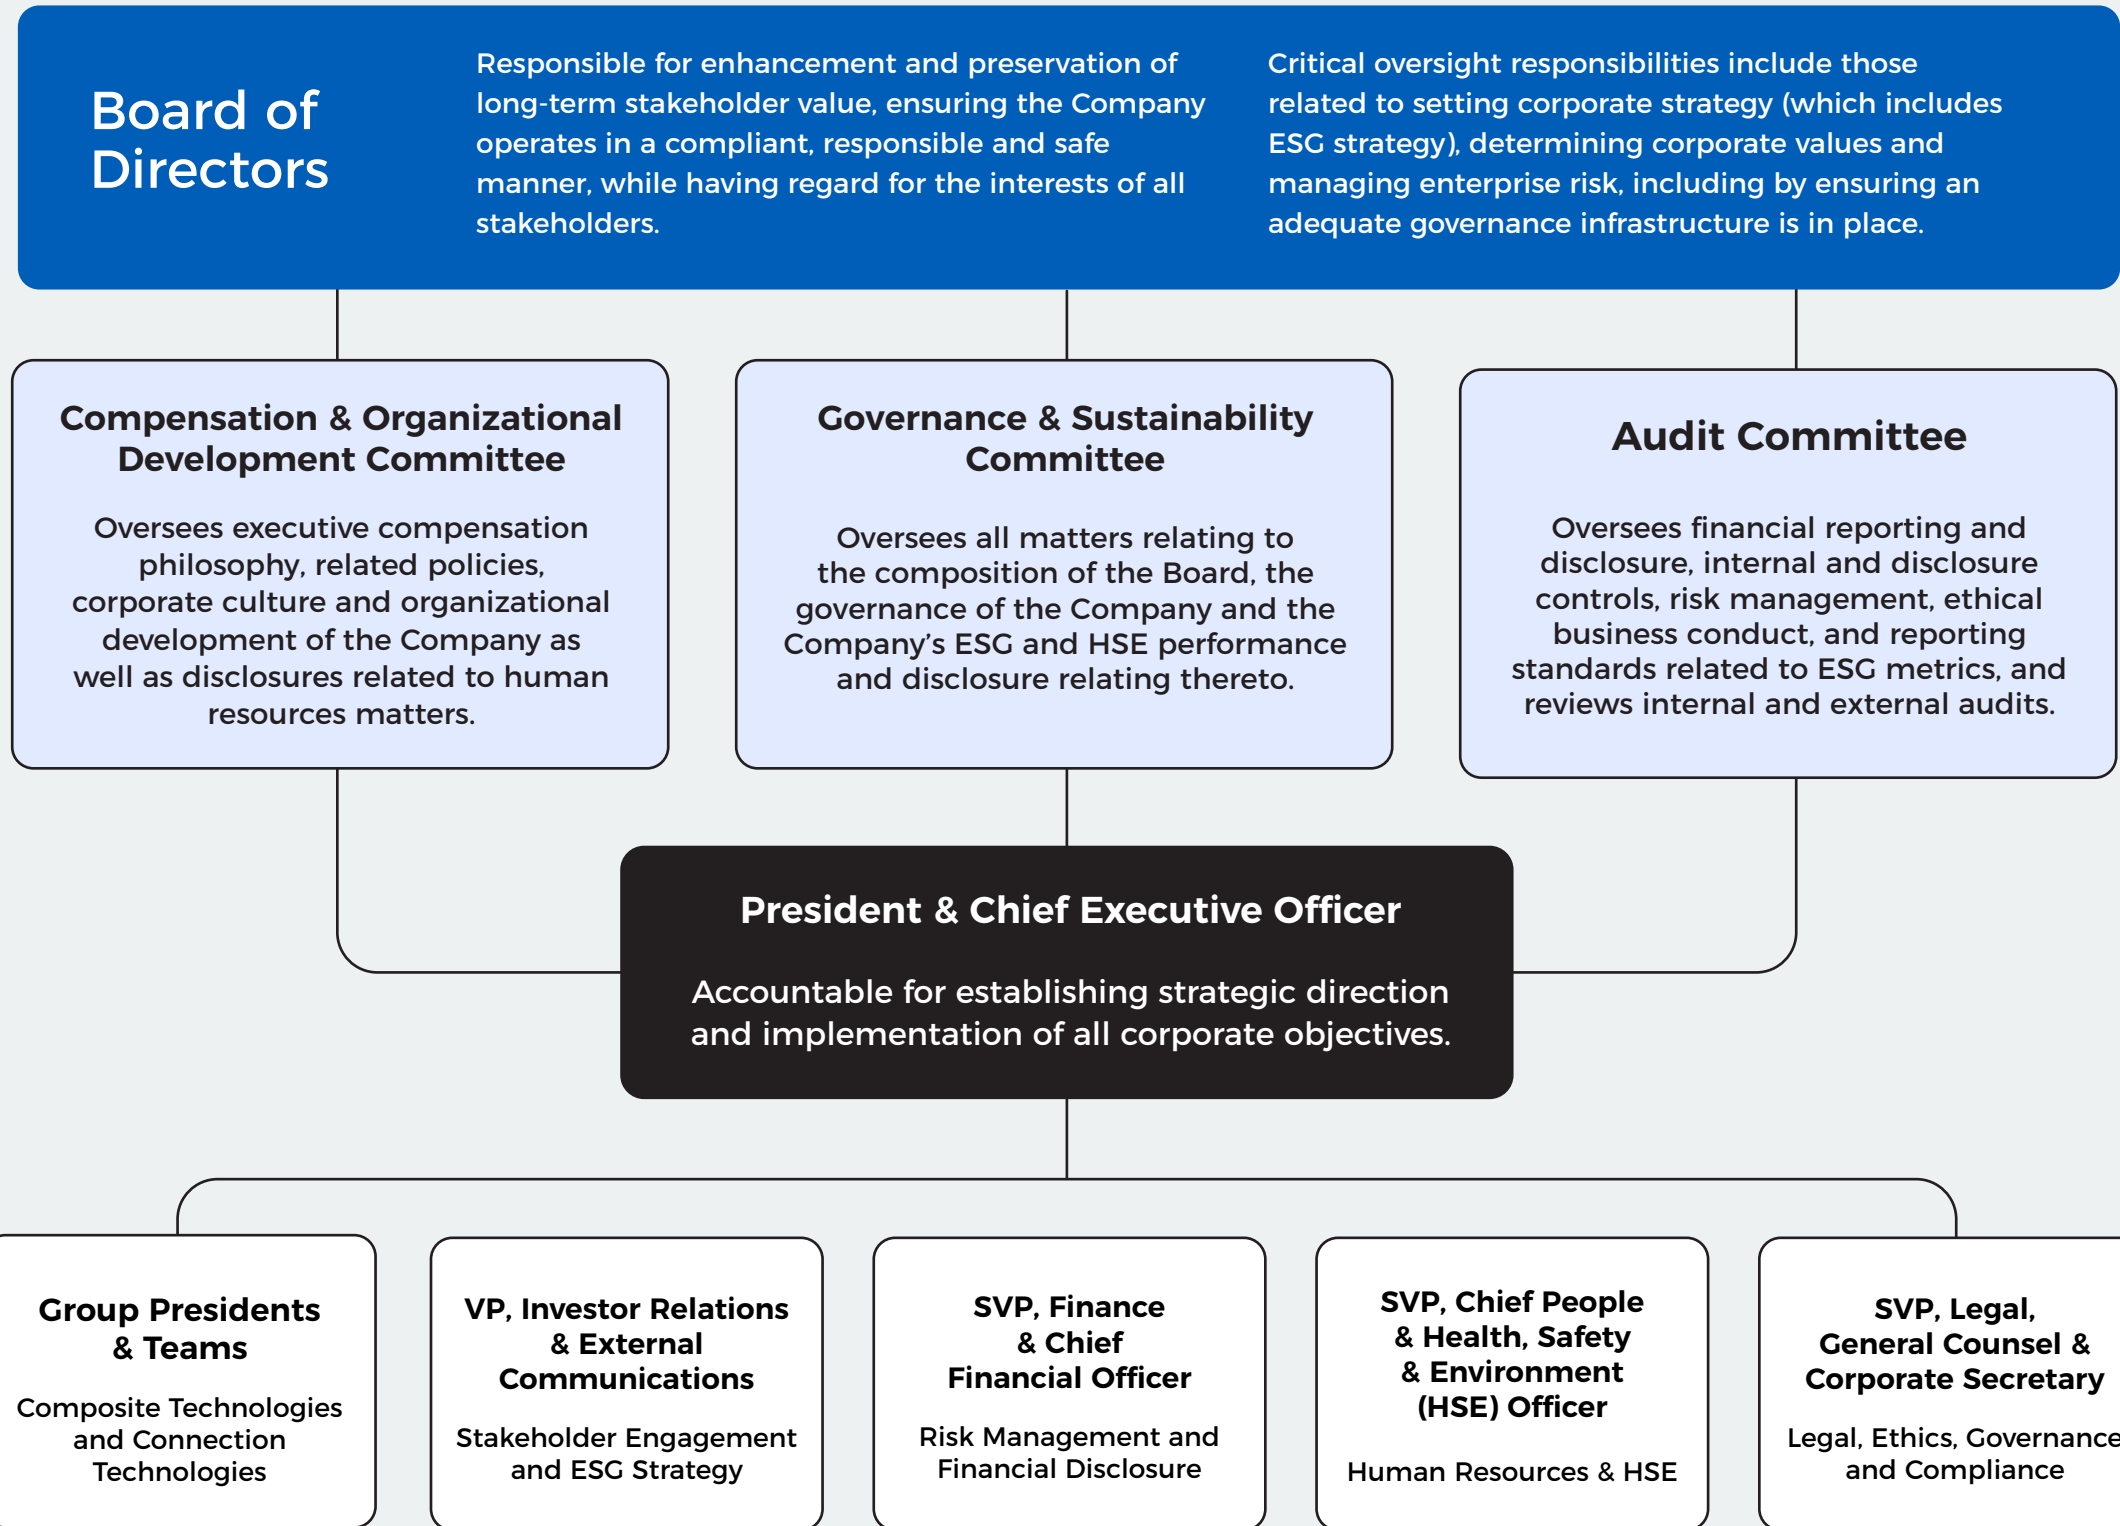 Board of
Directors
Responsible for enhancement and preservation of
long-term stakeholder value, ensuring the Company
operates in a compliant, responsible and safe
manner, while having regard for the interests of all
stakeholders.
Critical oversight responsibilities include those
related to setting corporate strategy (which includes
ESG strategy), determining corporate values and
managing enterprise risk, including by ensuring an
adequate governance infrastructure is in place.
Compensation & Organizational
Development Committee
Oversees executive compensation
philosophy, related policies,
corporate culture and organizational
development of the Company as
well as disclosures related to human
resources matters.
Governance & Sustainability
Committee
Oversees all matters relating to
the composition of the Board, the
governance of the Company and the
Company’s ESG and HSE performance
and disclosure relating thereto.
Audit Committee
Oversees financial reporting and
disclosure, internal and disclosure
controls, risk management, ethical
business conduct, and reporting
standards related to ESG metrics, and
reviews internal and external audits.
President & Chief Executive Officer
Accountable for establishing strategic direction
and implementation of all corporate objectives.
Group Presidents
& Teams
Composite Technologies
and Connection
Technologies
VP, Investor Relations
& External
Communications
Stakeholder Engagement
and ESG Strategy
SVP, Finance
& Chief
Financial Officer
Risk Management and
Financial Disclosure
SVP, Chief People
& Health, Safety
& Environment
(HSE) Officer
Human Resources & HSE
SVP, Legal,
General Counsel &
Corporate Secretary
Legal, Ethics, Governance
and Compliance